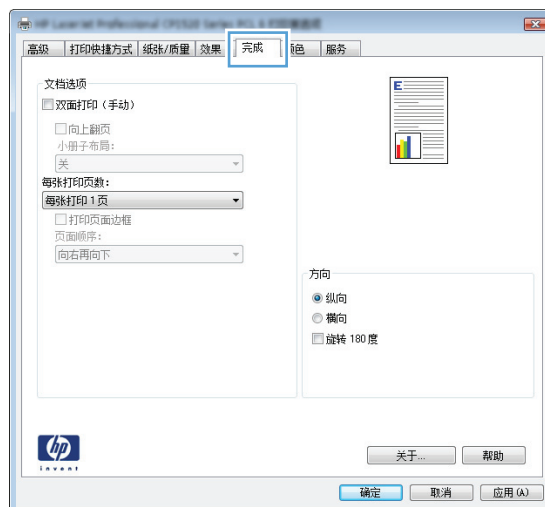 高级 打印快捷方式 纸张/质量 效果 完成 色 服务
文档选项
双面打印（手动）
向上翻页
小册子布局：
关
每张打印页数：
每张打印 1 页
打印页面边框
页面顺序：
向右再向下
E
方向
纵向
横向
旋转 180 度
hp
invent
关于... 帮助
确定 取消 应用 (A)